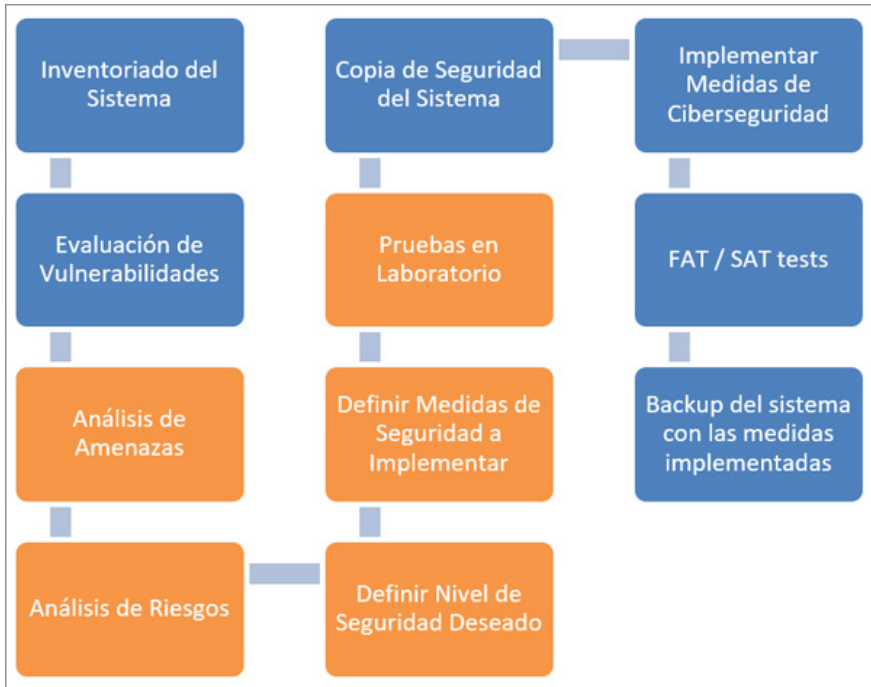 Inventoriado del
Sistema
Evaluación de
Vulnerabilidades
Análisis de
Amenazas
Análisis de Riesgos
Definir Nivel de
Seguridad Deseado
Definir Medidas de
Seguridad a
Implementar
Pruebas en
Laboratorio
Copia de Seguridad
del Sistema
Implementar
Medidas de
Ciberseguridad
FAT / SAT tests
Backup del sistema
con las medidas
implementadas